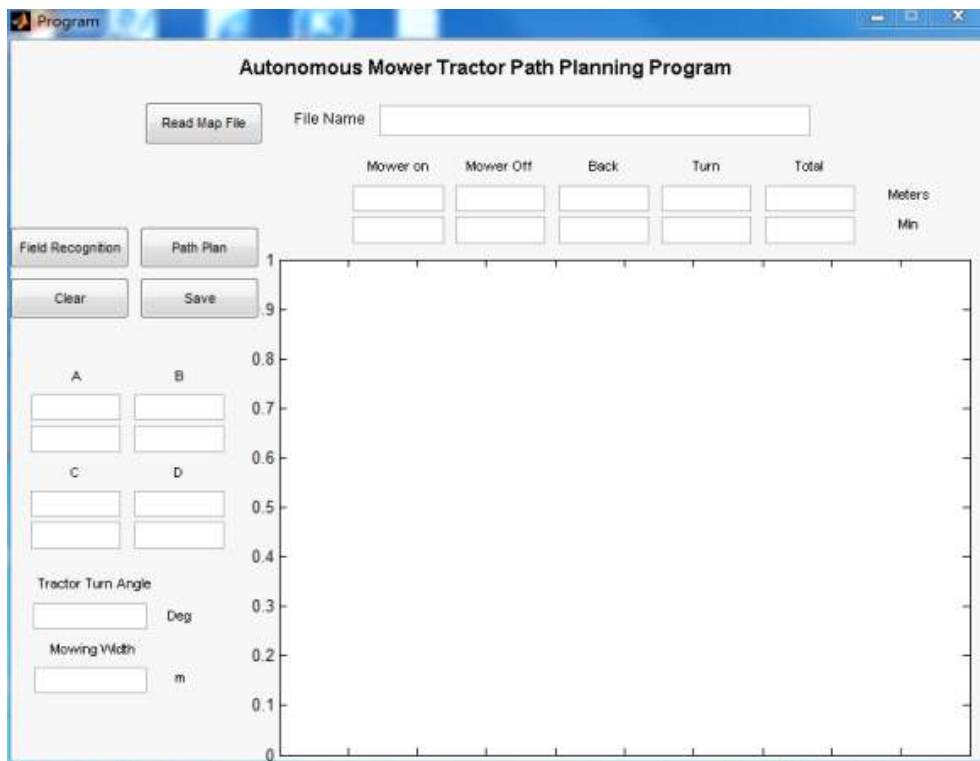 Program
Autonomous Mower Tractor Path Planning Program
Read Map File File Name
Mower on Mower Off Back Turn Total
Meters
Min
Field Recognition Path Plan
Clear Save
A B
C D
Tractor Turn Angle
Deg
Mowing Width
m
1
.9
0.8
0.7
0.6
0.5
0.4
0.3
0.2
0.1
0